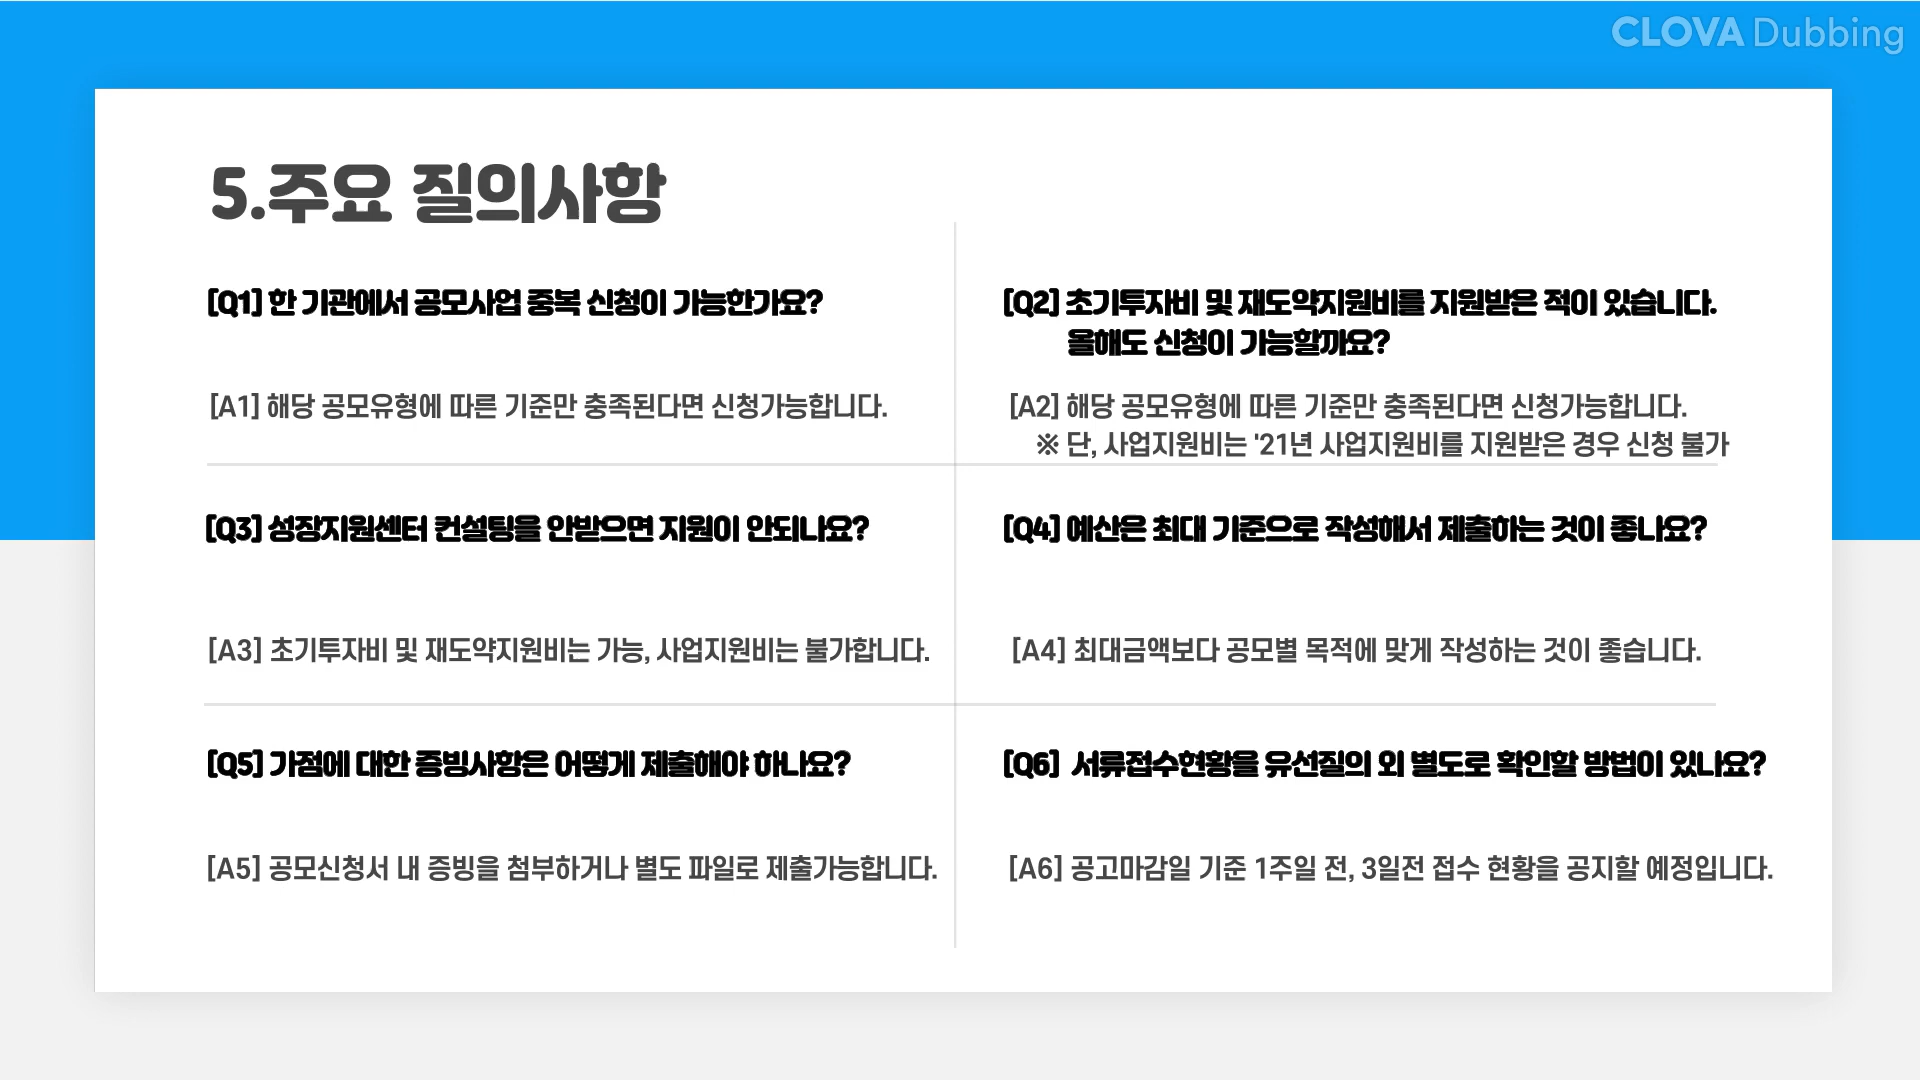 CLOVA Dubbing
5.주요 질의사항
[Q1] 한 기관에서 공모사업 중복 신청이 가능한가요?
[A1] 해당 공모유형에 따른 기준만 충족된다면 신청가능합니다.
[Q2] 초기투자비 및 재도약지원비를 지원받은 적이 있습니다.
올해도 신청이 가능할까요?
[A2] 해당 공모유형에 따른 기준만 충족된다면 신청가능합니다.
※ 단, 사업지원비는 '21년 사업지원비를 지원받은 경우 신청 불가
[Q3] 성장지원센터 컨설팅을 안받으면 지원이 안되나요?
[A3] 초기투자비 및 재도약지원비는 가능, 사업지원비는 불가합니다.
[Q4] 예산은 최대 기준으로 작성해서 제출하는 것이 좋나요?
[A4] 최대금액보다 공모별 목적에 맞게 작성하는 것이 좋습니다.
[Q5] 가점에 대한 증빙사항은 어떻게 제출해야 하나요?
[A5] 공모신청서 내 증빙을 첨부하거나 별도 파일로 제출가능합니다.
[Q6] 서류접수현황을 유선질의 외 별도로 확인할 방법이 있나요?
[A6] 공고마감일 기준 1주일 전, 3일전 접수 현황을 공지할 예정입니다.